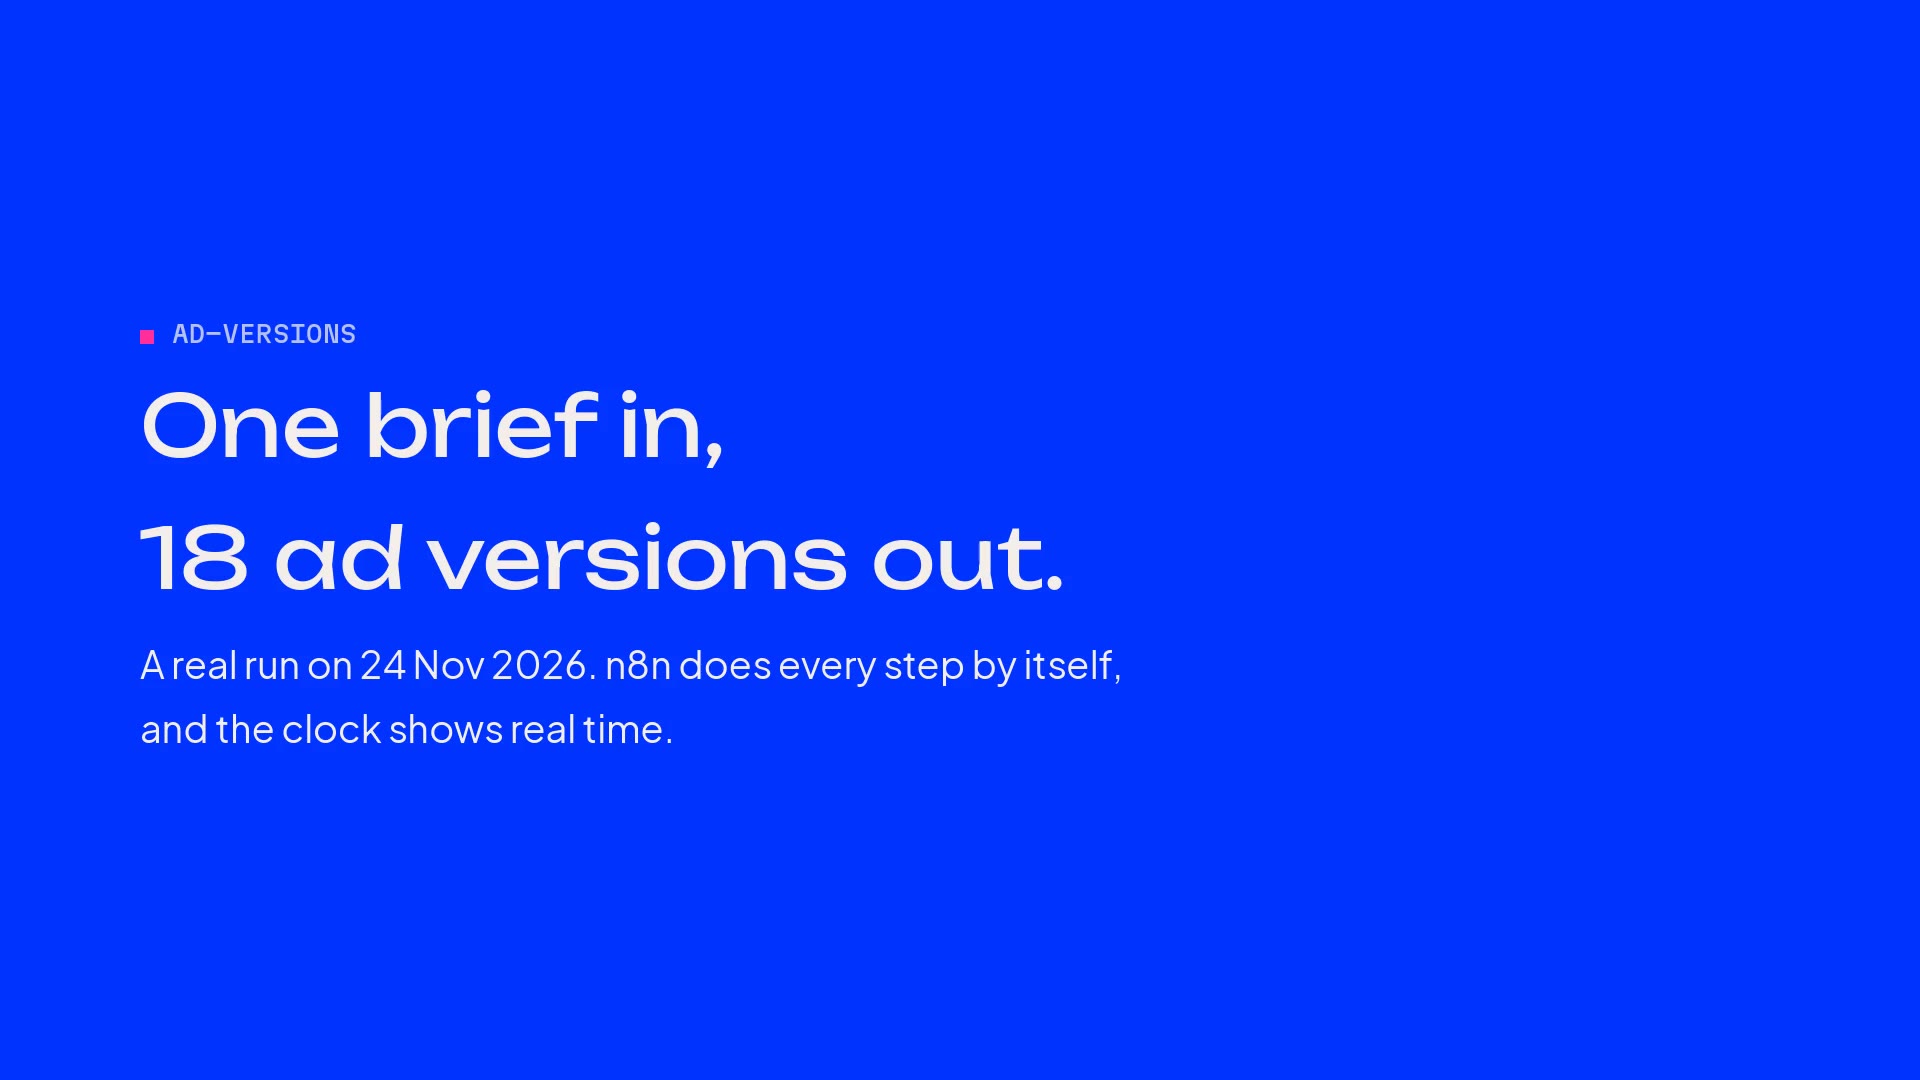 AD-VERSIONS
One brief in,
18 ad versions out.
A real run on 24 Nov 2026. n8n does every step by itself,
and the clock shows real time.